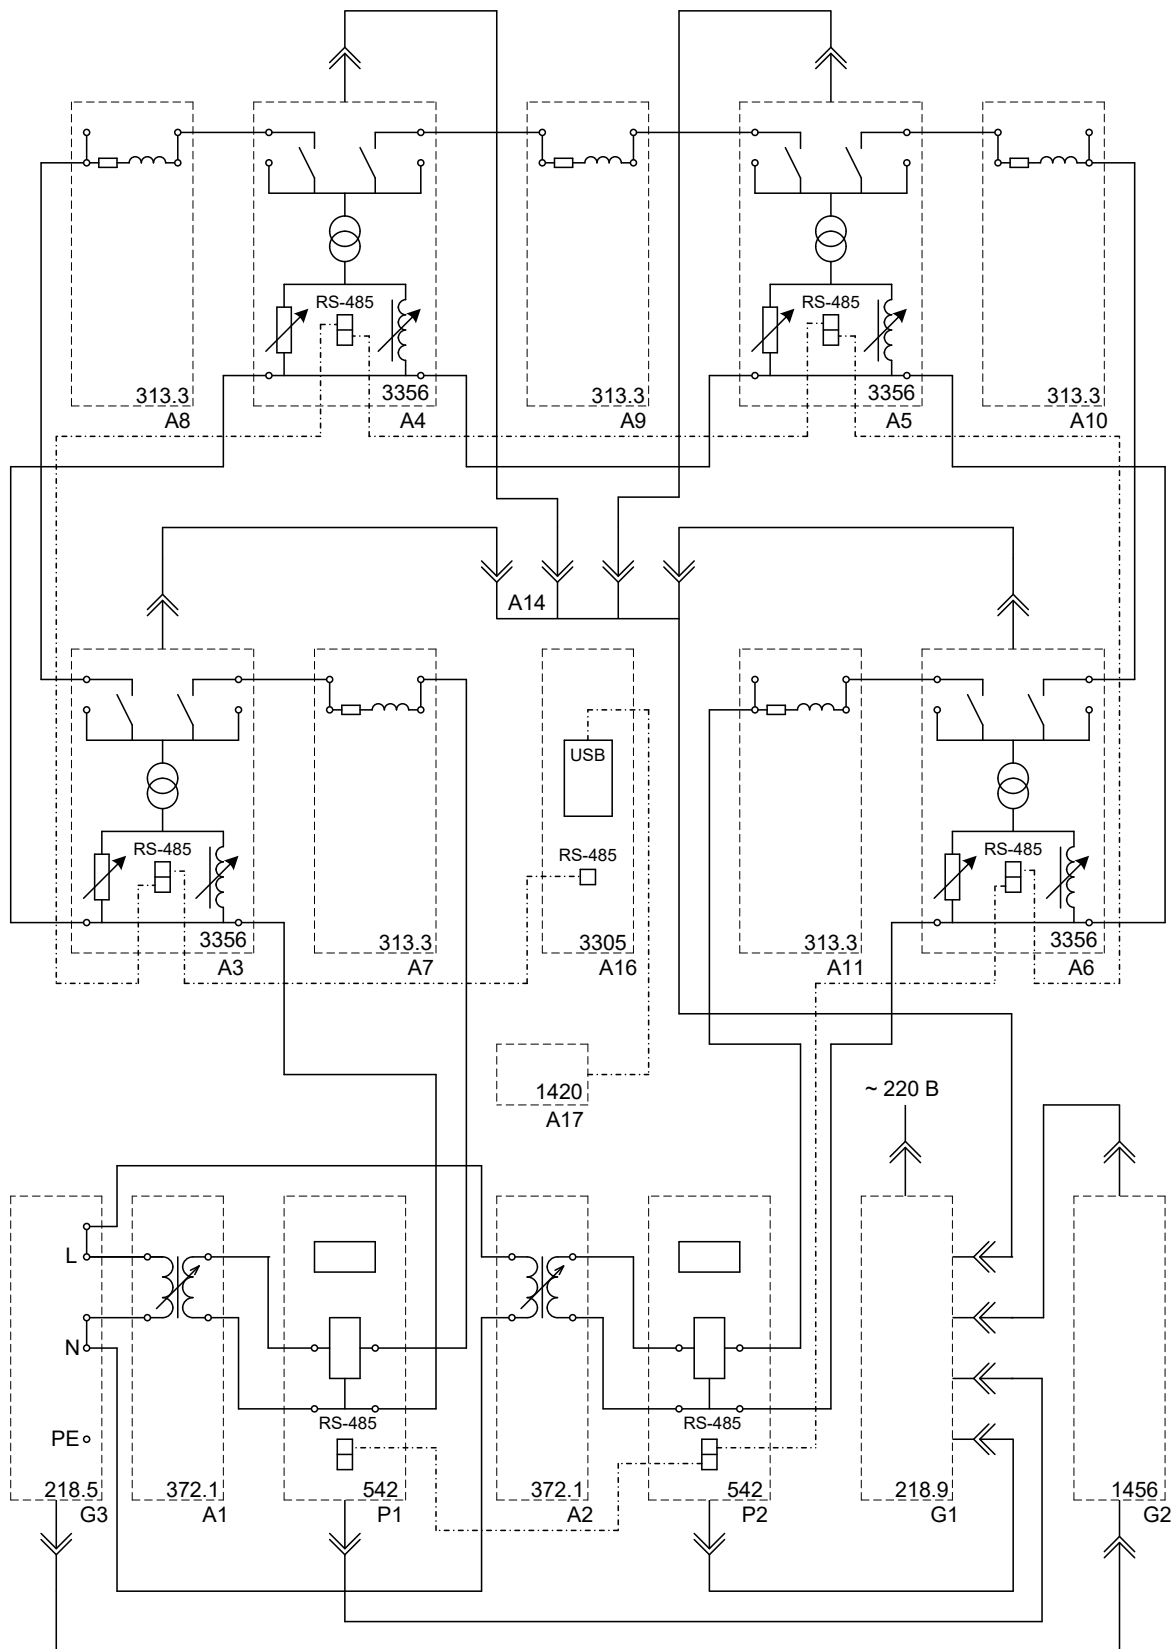 RS-485
RS-485
313.3
3356
313.3
3356
313.3
A8
A4
A9
A5
A10
A14
USB
RS-485
RS-485
RS-485
3356
313.3
3305
313.3
3356
A3
A7
A16
A11
A6
1420
A17
~ 220 В
L
N
RS-485
RS-485
PE
218.5
372.1
542
372.1
542
218.9
1456
G3
A1
P1
A2
P2
G1
G2